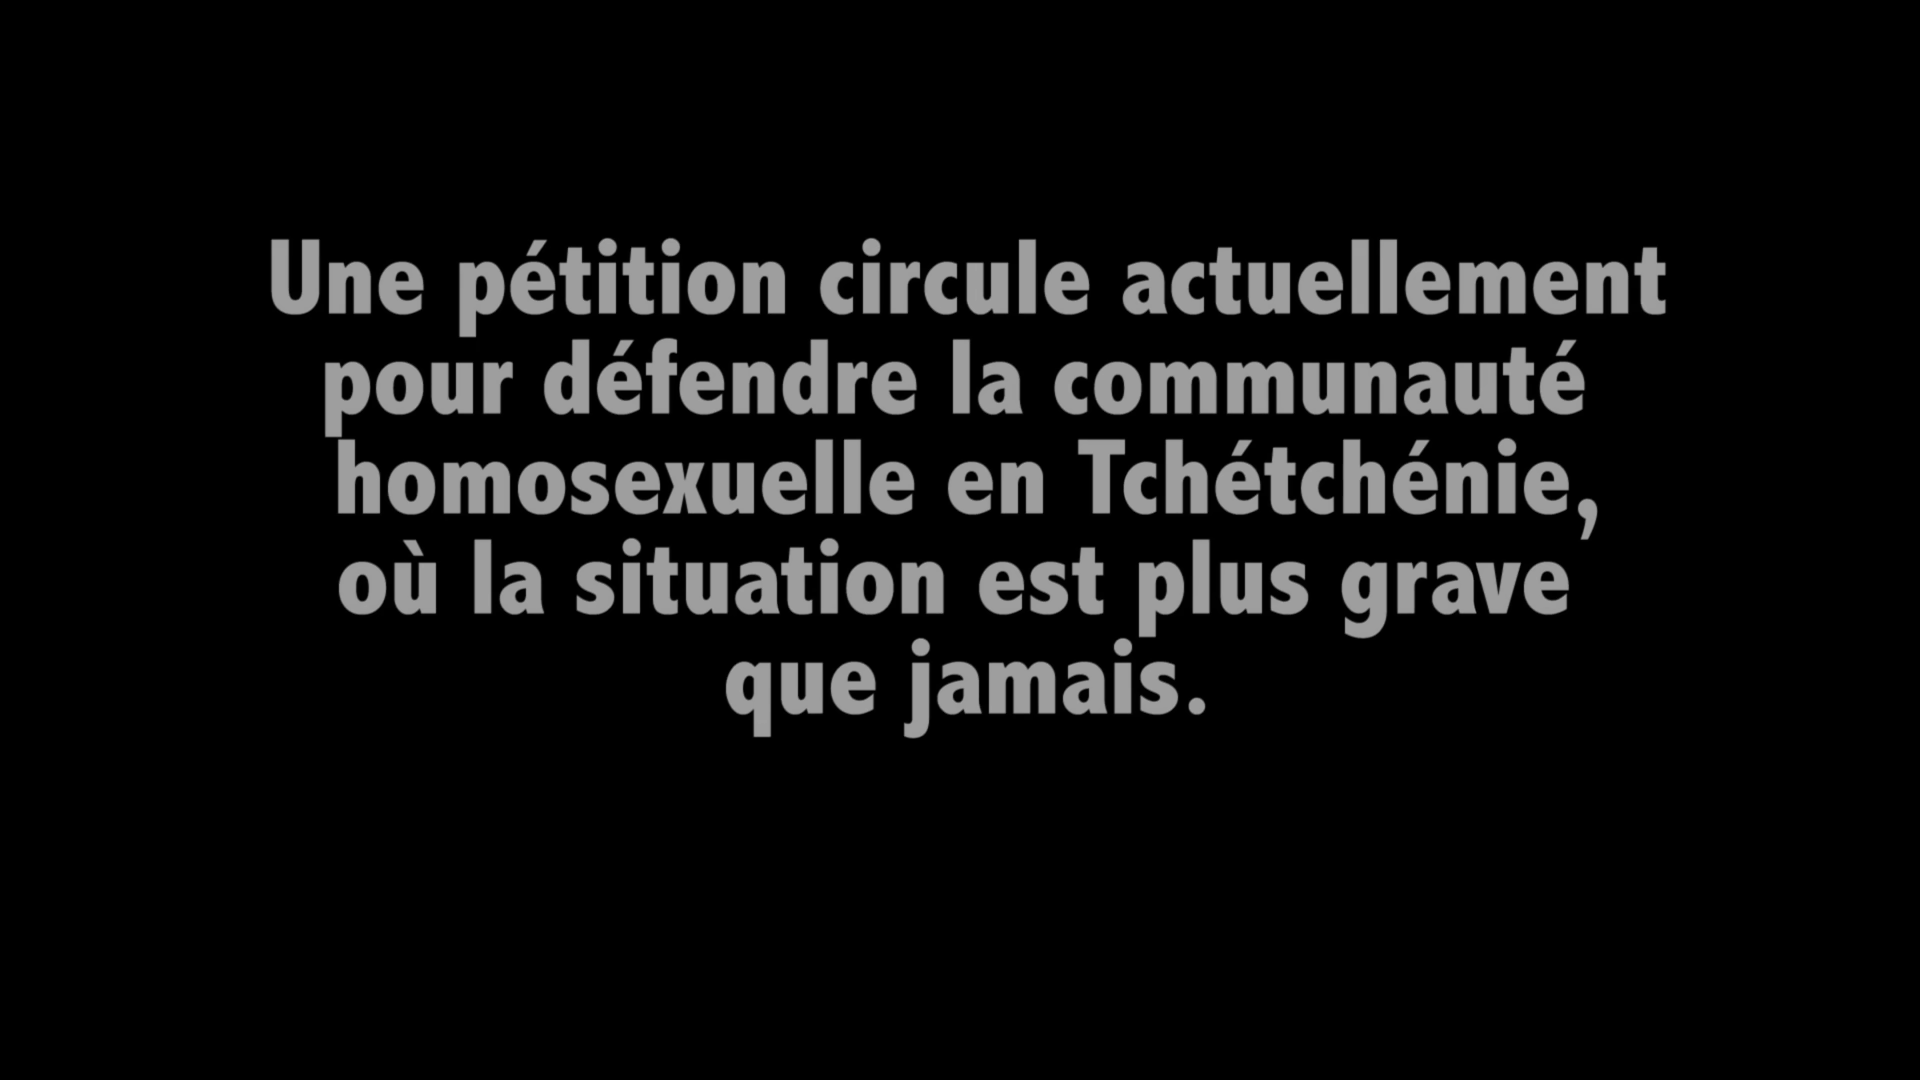 Une pétition circule actuellement
pour défendre la communauté
homosexuelle en Tchétchénie,
où la situation est plus grave
que jamais.